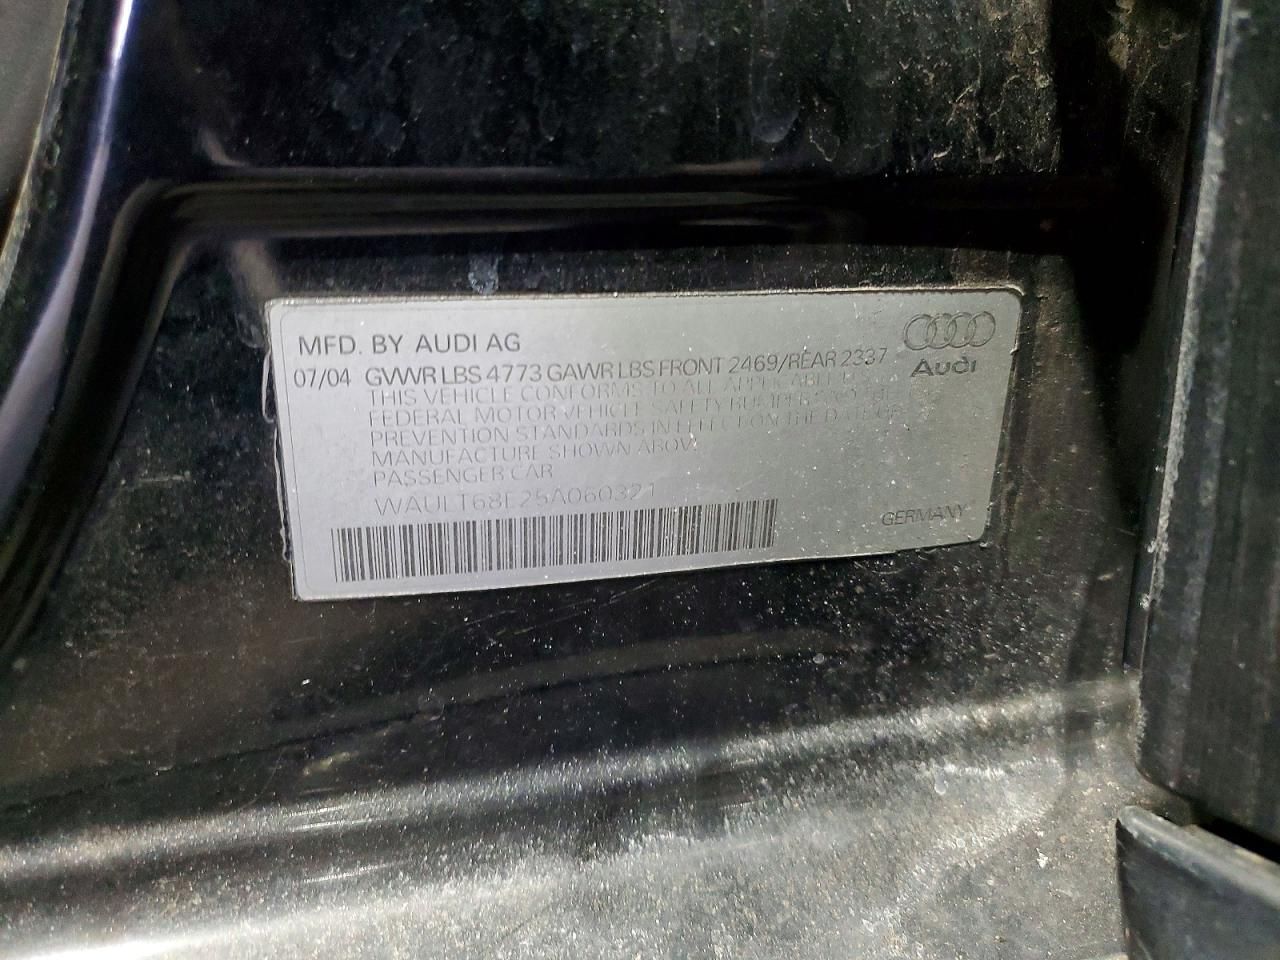 MFD. BY AUDI AG
07/04 GVWR LBS 4773 GAWR LBS FRONT 2469/REAR 2337
Audi
THIS VEHICLE CONFORMS TO ALL APPLICABLE
FEDERAL MOTOR VEHICLE SAFETY BUMPER
PREVENTION STANDARDS IN EFFECT ON THE DATE OF
MANUFACTURE SHOWN ABOVE.
PASSENGER CAR
WAULT68E25A060321
GERMANY